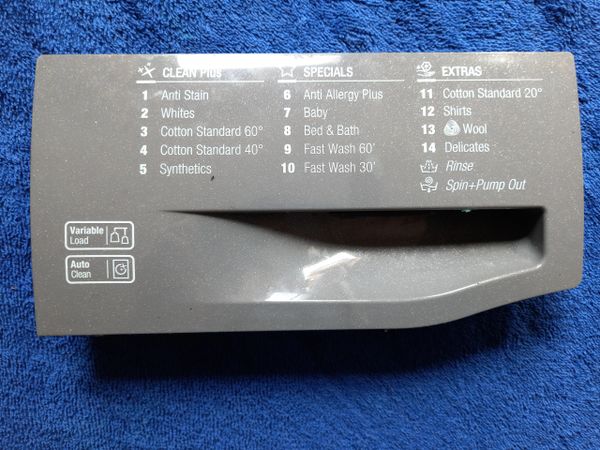 CLEAN Plus
1 Anti Stain
2 Whites
3 Cotton Standard 60°
4 Cotton Standard 40°
5 Synthetics
SPECIALS
6 Anti Allergy Plus
7 Baby
8 Bed & Bath
9 Fast Wash 60'
10 Fast Wash 30'
EXTRAS
11 Cotton Standard 20°
12 Shirts
13 Wool
14 Delicates
Rinse
Spin+Pump Out
Variable
Load
Auto
Clean